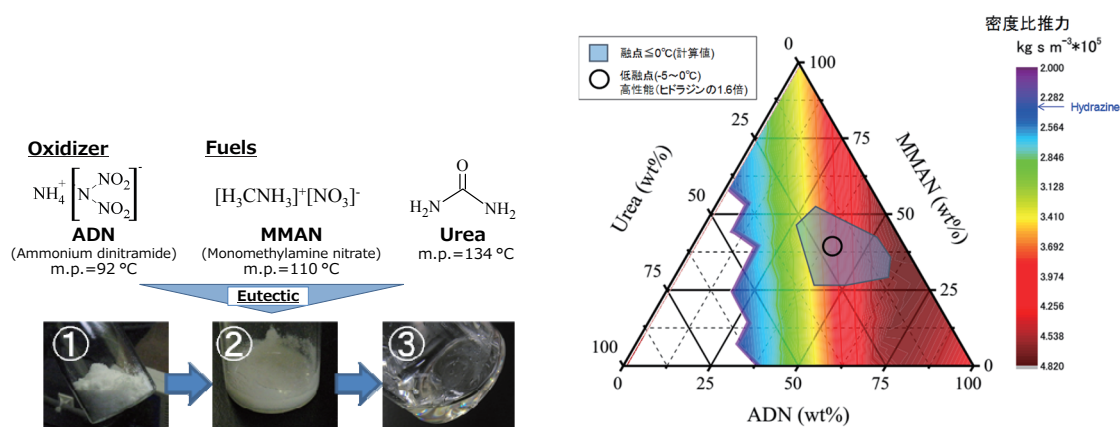 Oxidizer
Fuels
NH4+ [N NO2 NO2]-
[H3CNH3]+[NO3]-
O
H2N NH2
ADN
(Ammonium dinitramide)
m.p.=92 °C
MMAN
(Monomethylamine nitrate)
m.p.=110 °C
Urea
m.p.=134 °C
Eutectic
①
②
③
融点≦0℃(計算値)
低融点(-5~0℃)
高性能(ヒドラジンの1.6倍)
Urea (wt%)
0
25
50
75
100
MMAN (wt%)
100
75
50
25
0
0
25
50
75
100
ADN (wt%)
密度比推力
kg s m⁻³*10⁵
2.000
2.282
Hydrazine
2.564
2.846
3.128
3.410
3.692
3.974
4.256
4.538
4.820